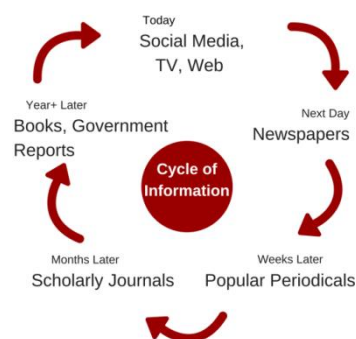 Today
Social Media,
TV, Web
Next Day
Newspapers
Weeks Later
Popular Periodicals
Months Later
Scholarly Journals
Year+ Later
Books, Government
Reports
Cycle of
Information